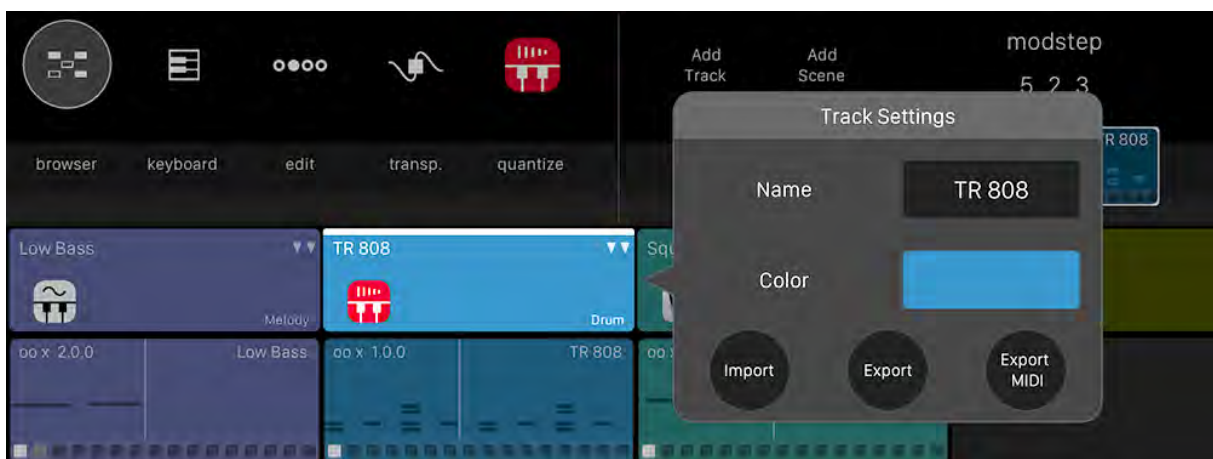 Add Track
Add Scene
modstep
5 2 3
browser
keyboard
edit
transp.
quantize
R 808
Track Settings
Name
TR 808
Color
Import
Export
Export MIDI
Low Bass
Melody
TR 808
Drum
Squ
oo x 2.0.0
Low Bass
oo x 1.0.0
TR 808
oo